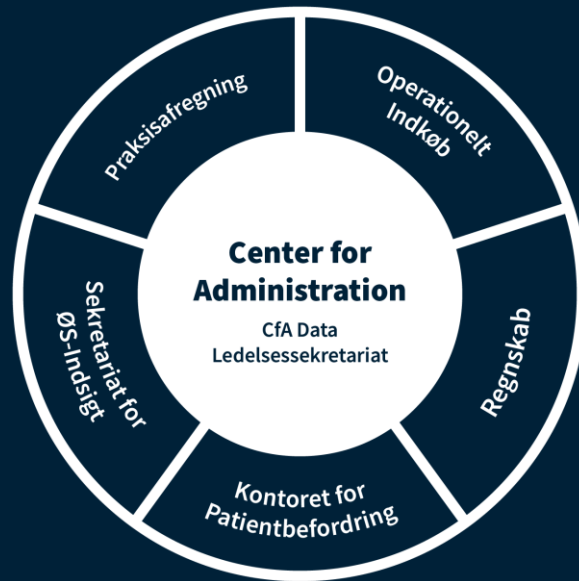 Center for
Administration
CfA Data
Ledelsessekretariat
Operationelt
Indkøb
Regnskab
Kontoret for
Patientbefordring
Sekretariat for
ØS-Indsigt
Praksisafregning